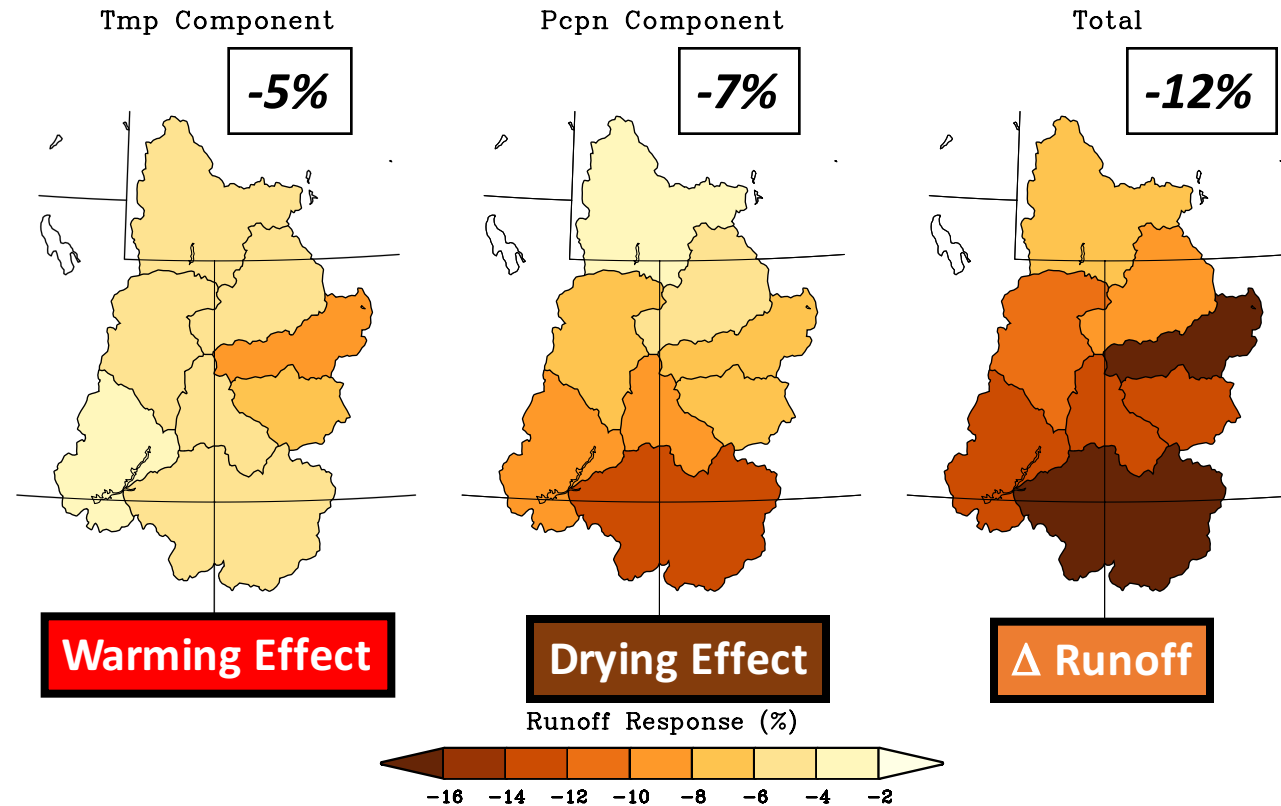 Tmp Component
Pcpn Component
Total
-5%
-7%
-12%
Warming Effect
Drying Effect
Δ Runoff
Runoff Response (%)
-16 -14 -12 -10 -8 -6 -4 -2